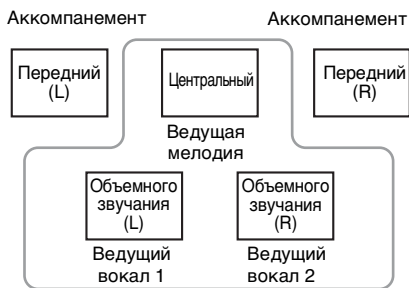 Аккомпанемент
Аккомпанемент
Передний
(L)
Центральный
Передний
(R)
Ведущая
мелодия
Объемного
звучания
(L)
Объемного
звучания
(R)
Ведущий
вокал 1
Ведущий
вокал 2